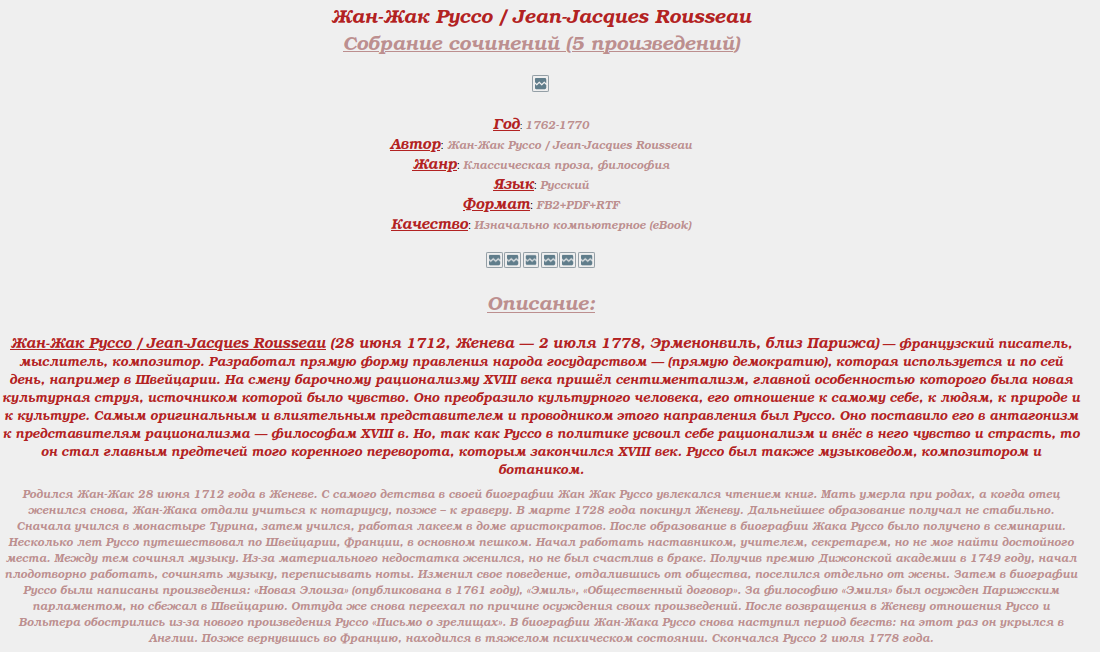 Жан-Жак Руссо / Jean-Jacques Rousseau
Собрание сочинений (5 произведений)
Год: 1762-1770
Автор: Жан-Жак Руссо / Jean-Jacques Rousseau
Жанр: Классическая проза, философия
Язык: Русский
Формат: FB2+PDF+RTF
Качество: Изначально компьютерное (eBook)
Описание:
Жан-Жак Руссо / Jean-Jacques Rousseau (28 июня 1712, Женева — 2 июля 1778, Эрменонвиль, близ Парижа) — французский писатель,
мыслитель, композитор. Разработал прямую форму правления народа государством — (прямую демократию), которая используется и по сей
день, например в Швейцарии. На смену барочному рационализму XVIII века пришёл сентиментализм, главной особенностью которого была новая
культурная струя, источником которой было чувство. Оно преобразило культурного человека, его отношение к самому себе, к людям, к природе и
к культуре. Самым оригинальным и влиятельным представителем и проводником этого направления был Руссо. Оно поставило его в антагонизм
к представителям рационализма — философам XVIII в. Но, так как Руссо в политике усвоил себе рационализм и внёс в него чувство и страсть, то
он стал главным предтечей того коренного переворота, которым закончился XVIII век. Руссо был также музыковедом, композитором и
ботаником.
Родился Жан-Жак 28 июня 1712 года в Женеве. С самого детства в своей биографии Жан Жак Руссо увлекался чтением книг. Мать умерла при родах, а когда отец
женился снова, Жан-Жака отдали учиться к нотариусу, позже – к граверу. В марте 1728 года покинул Женеву. Дальнейшее образование получал не стабильно.
Сначала учился в монастыре Турина, затем учился, работая лакеем в доме аристократов. После образование в биографии Жака Руссо было получено в семинарии.
Несколько лет Руссо путешествовал по Швейцарии, Франции, в основном пешком. Начал работать наставником, учителем, секретарем, но не мог найти достойного
места. Между тем сочинял музыку. Из-за материального недостатка женился, но не был счастлив в браке. Получив премию Дижонской академии в 1749 году, начал
плодотворно работать, сочинять музыку, переписывать ноты. Изменил свое поведение, отдалившись от общества, поселился отдельно от жены. Затем в биографии
Руссо были написаны произведения: «Новая Элоиза» (опубликована в 1761 году), «Эмиль», «Общественный договор». За философию «Эмиля» был осужден Парижским
парламентом, но сбежал в Швейцарию. Оттуда же снова переехал по причине осуждения своих произведений. После возвращения в Женеву отношения Руссо и
Вольтера обострились из-за нового произведения Руссо «Письмо о зрелищах». В биографии Жан-Жака Руссо снова наступил период бегств: на этот раз он укрылся в
Англии. Позже вернувшись во Францию, находился в тяжелом психическом состоянии. Скончался Руссо 2 июля 1778 года.